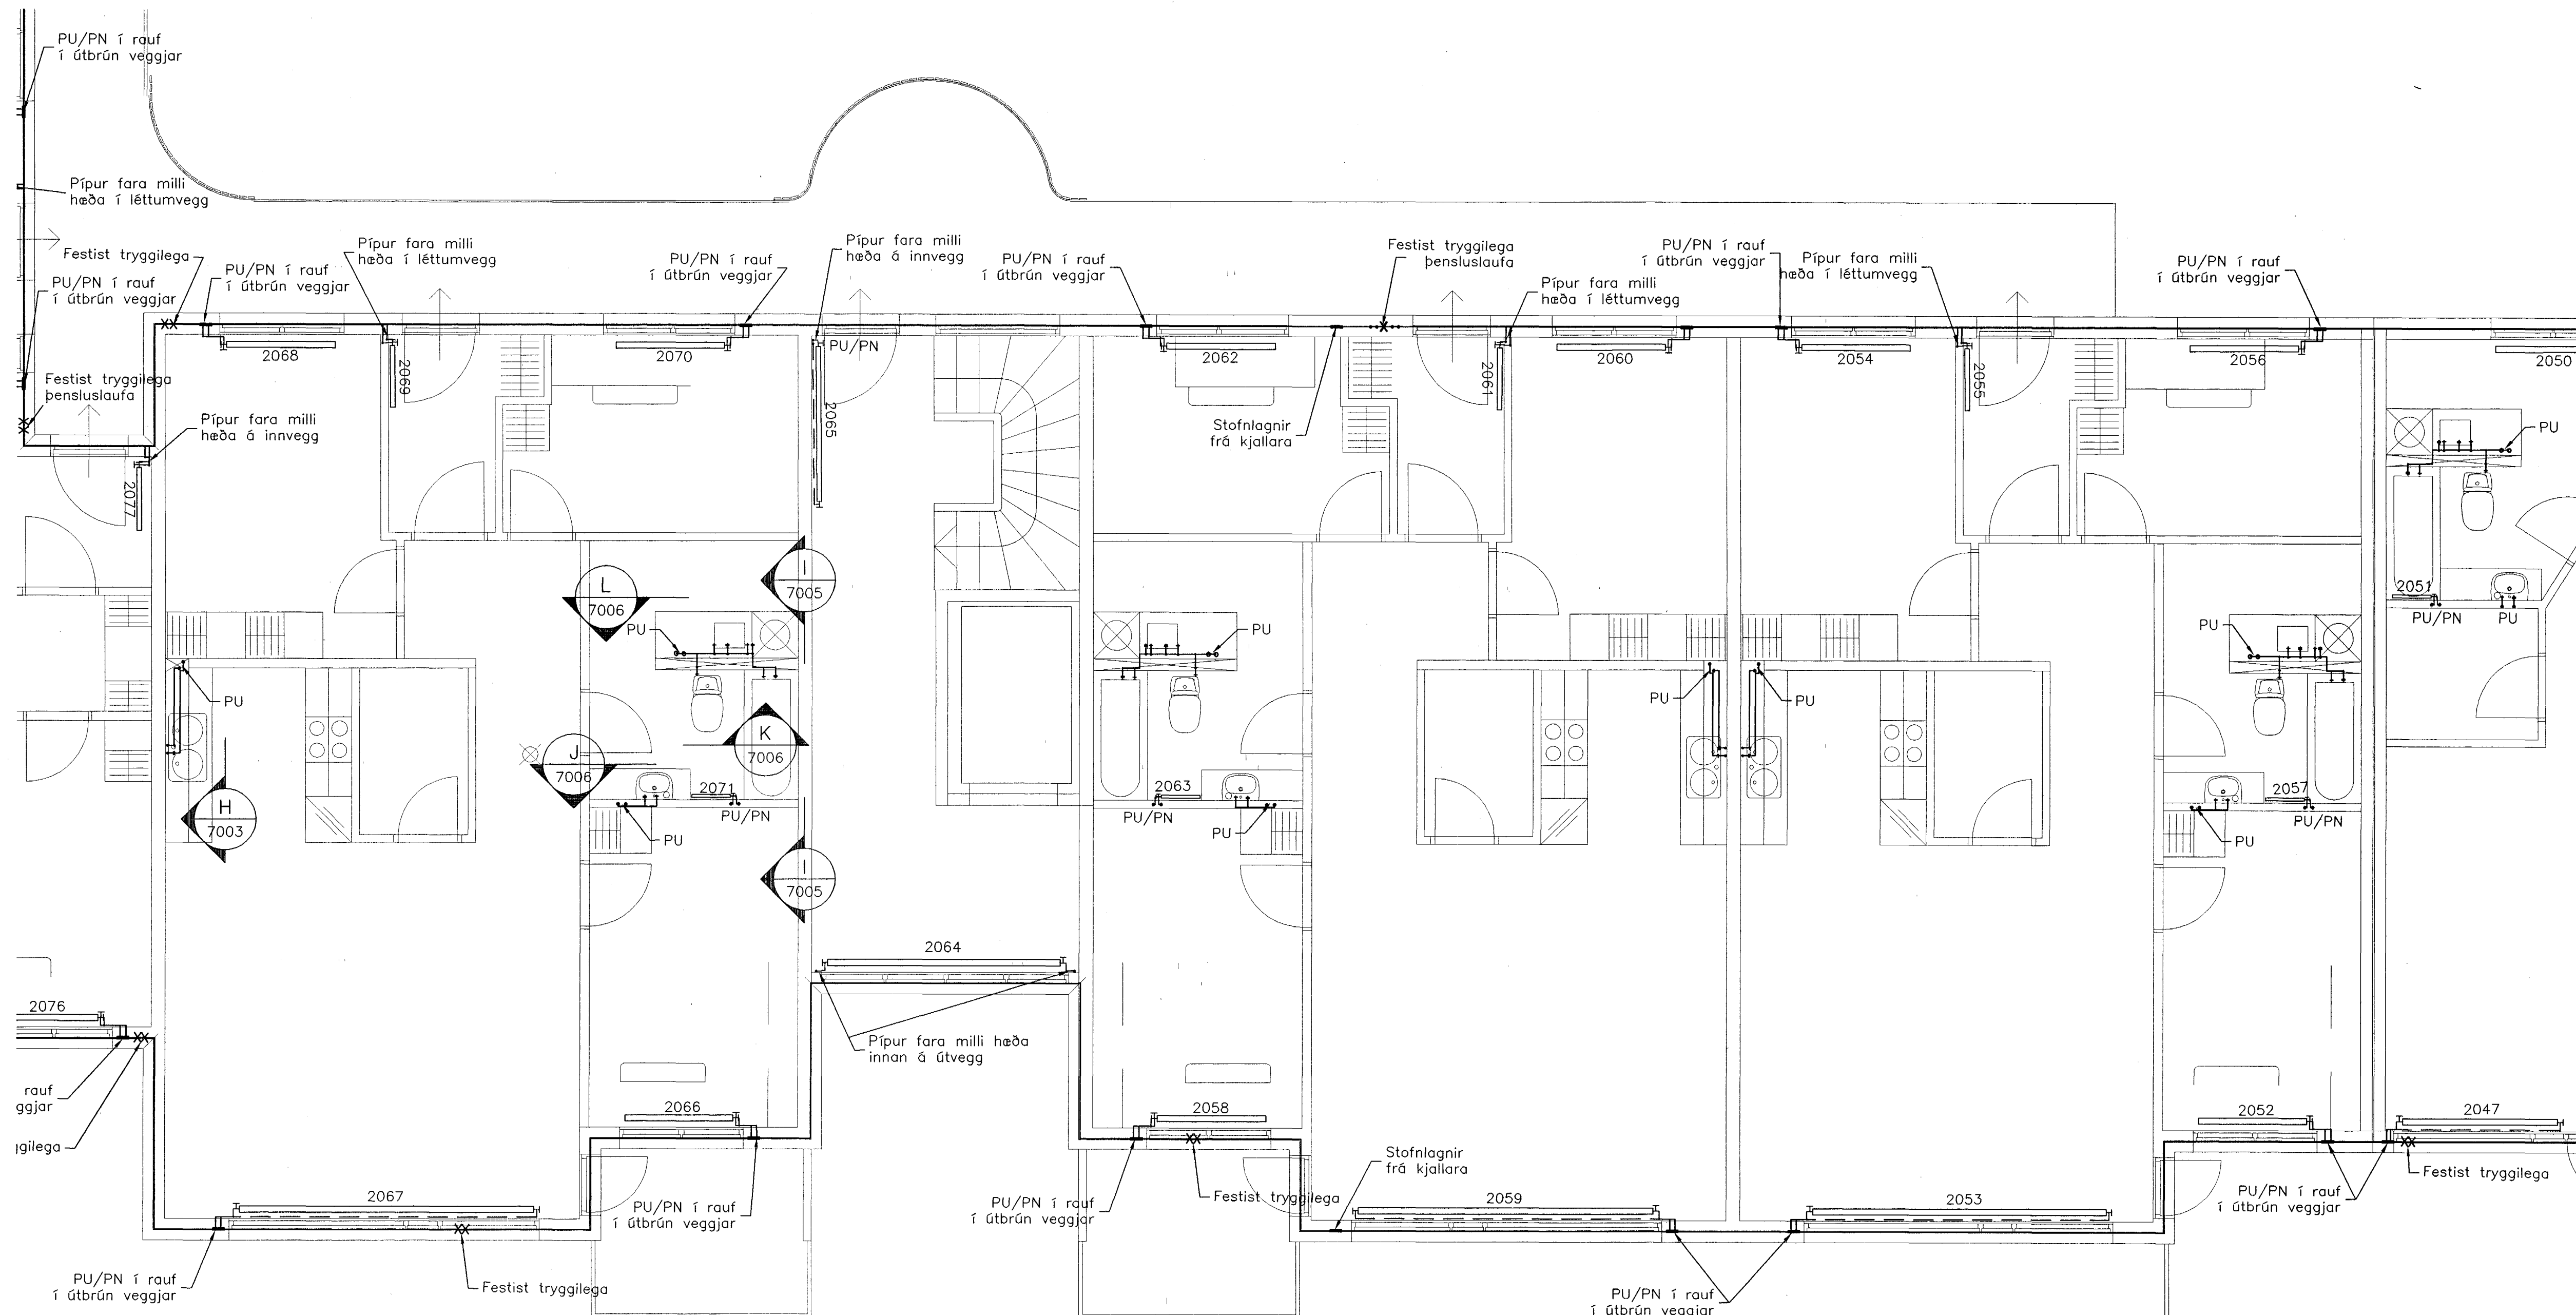 PU/PN í rauf
í útbrún veggjar
Pípur fara milli
hæða í léttumvegg
Festist tryggilega
PU/PN í rauf
í útbrún veggjar
PU/PN í rauf
í útbrún veggjar
Pípur fara milli
hæða í léttumvegg
PU/PN í rauf
í útbrún veggjar
Pípur fara milli
hæða á innvegg
PU/PN í rauf
í útbrún veggjar
Festist tryggilega
þensluslaufa
Pípur fara milli
hæða í léttumvegg
PU/PN í rauf
í útbrún veggjar
Pípur fara milli
hæða í léttumvegg
PU/PN í rauf
í útbrún veggjar
2068
2069
2070
PU/PN
2065
2062
2061
2060
2054
2055
2056
2050
Festist tryggilega
þensluslaufa
Pípur fara milli
hæða á innvegg
2077
Stofnlagnir
frá kjallara
PU
2051
PU/PN
PU
L
7006
I
7005
PU
PU
PU
PU
PU
PU
K
7006
J
7006
H
7003
2071
PU/PN
PU
2063
PU/PN
PU
2057
PU/PN
PU
I
7005
2064
2076
Pípur fara milli hæða
innan á útvegg
rauf
ggjar
ggilega
2066
2058
2052
2047
2067
PU/PN í rauf
í útbrún veggjar
PU/PN í rauf
í útbrún veggjar
Festist tryggilega
Stofnlagnir
frá kjallara
2059
2053
PU/PN í rauf
í útbrún veggjar
Festist tryggilega
PU/PN í rauf
í útbrún veggjar
Festist tryggilega
PU/PN í rauf
í útbrún veggjar